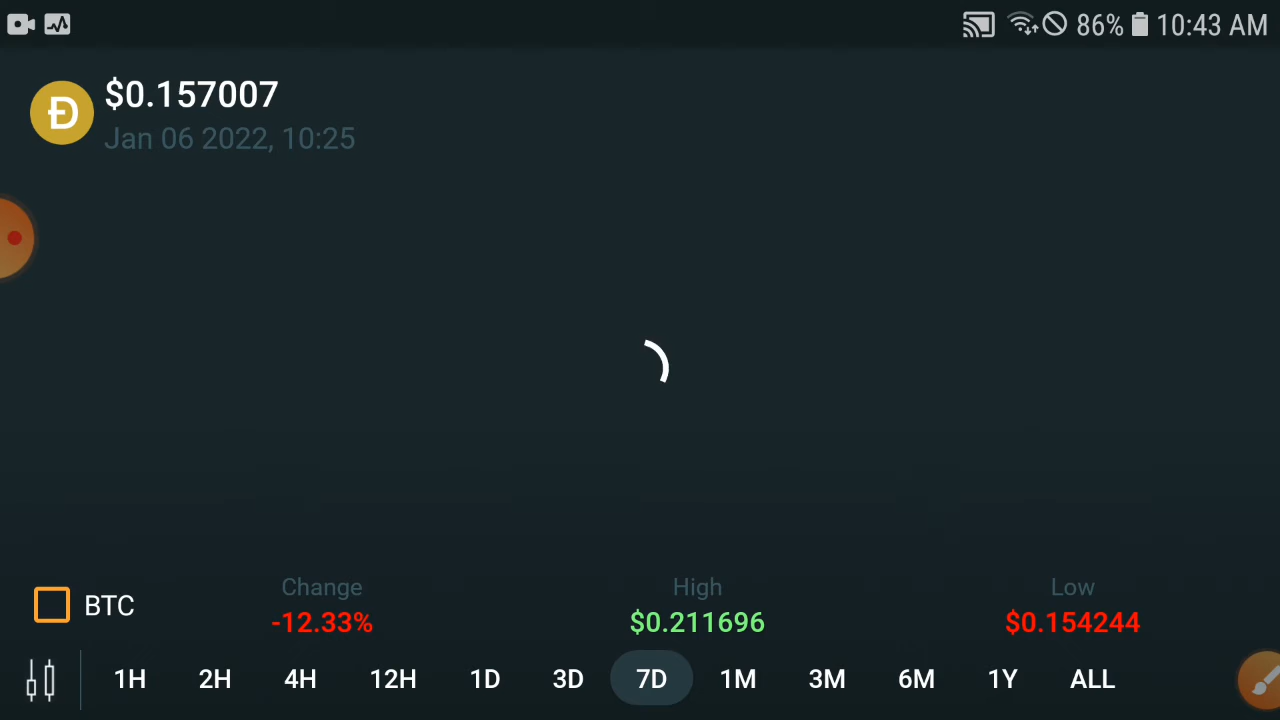 86% 10:43 AM
$0.157007
Jan 06 2022, 10:25
BTC
Change
-12.33%
High
$0.211696
Low
$0.154244
1H 2H 4H 12H 1D 3D 7D 1M 3M 6M 1Y ALL